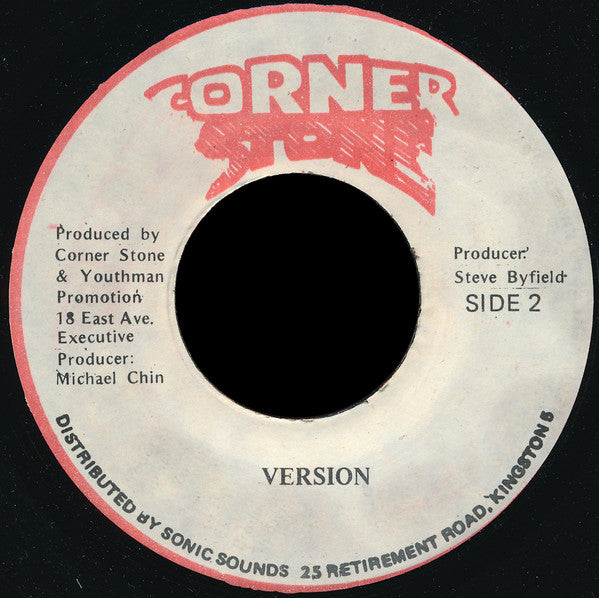 CORNER
STONE
Produced by
Corner Stone
& Youthman
Promotion
18 East Ave.
Executive
Producer:
Michael Chin
Producer:
Steve Byfield
SIDE 2
VERSION
DISTRIBUTED BY SONIC SOUNDS 25 RETIREMENT ROAD, KINGSTON 5